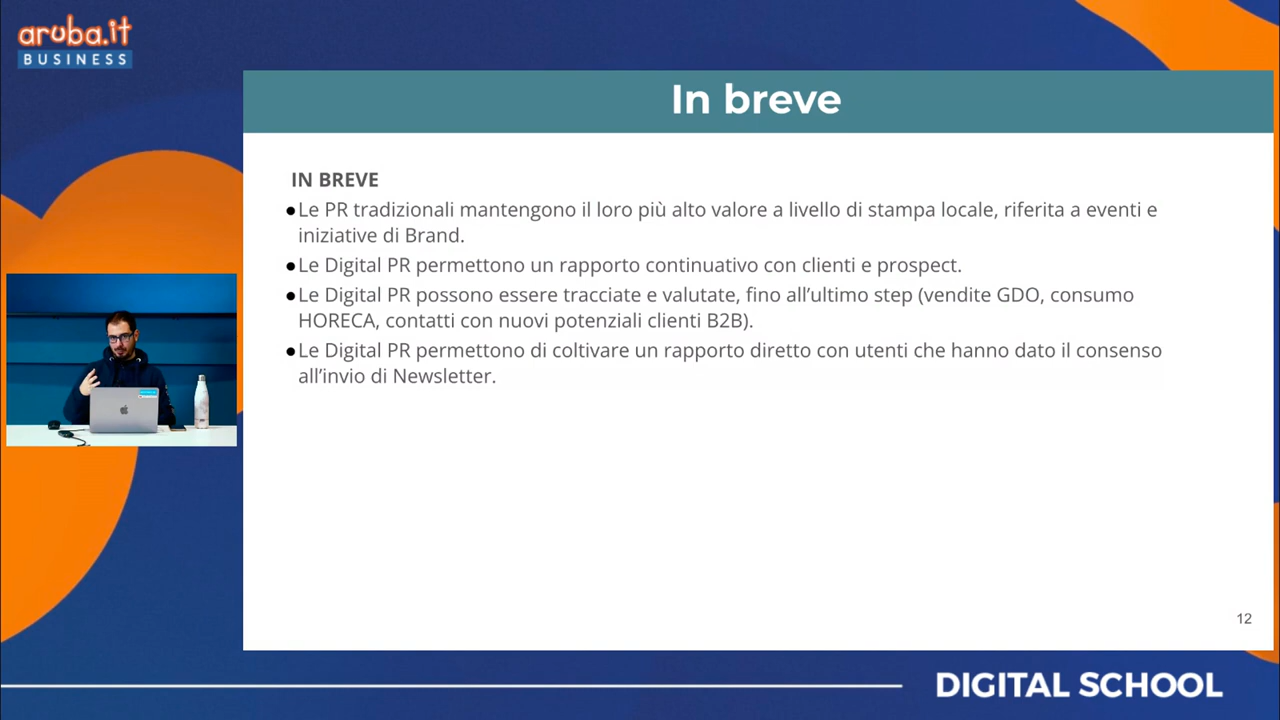 aruba.it
BUSINESS
In breve
IN BREVE
●Le PR tradizionali mantengono il loro più alto valore a livello di stampa locale, riferita a eventi e
iniziative di Brand.
●Le Digital PR permettono un rapporto continuativo con clienti e prospect.
●Le Digital PR possono essere tracciate e valutate, fino all’ultimo step (vendite GDO, consumo
HORECA, contatti con nuovi potenziali clienti B2B).
●Le Digital PR permettono di coltivare un rapporto diretto con utenti che hanno dato il consenso
all’invio di Newsletter.
12
DIGITAL SCHOOL